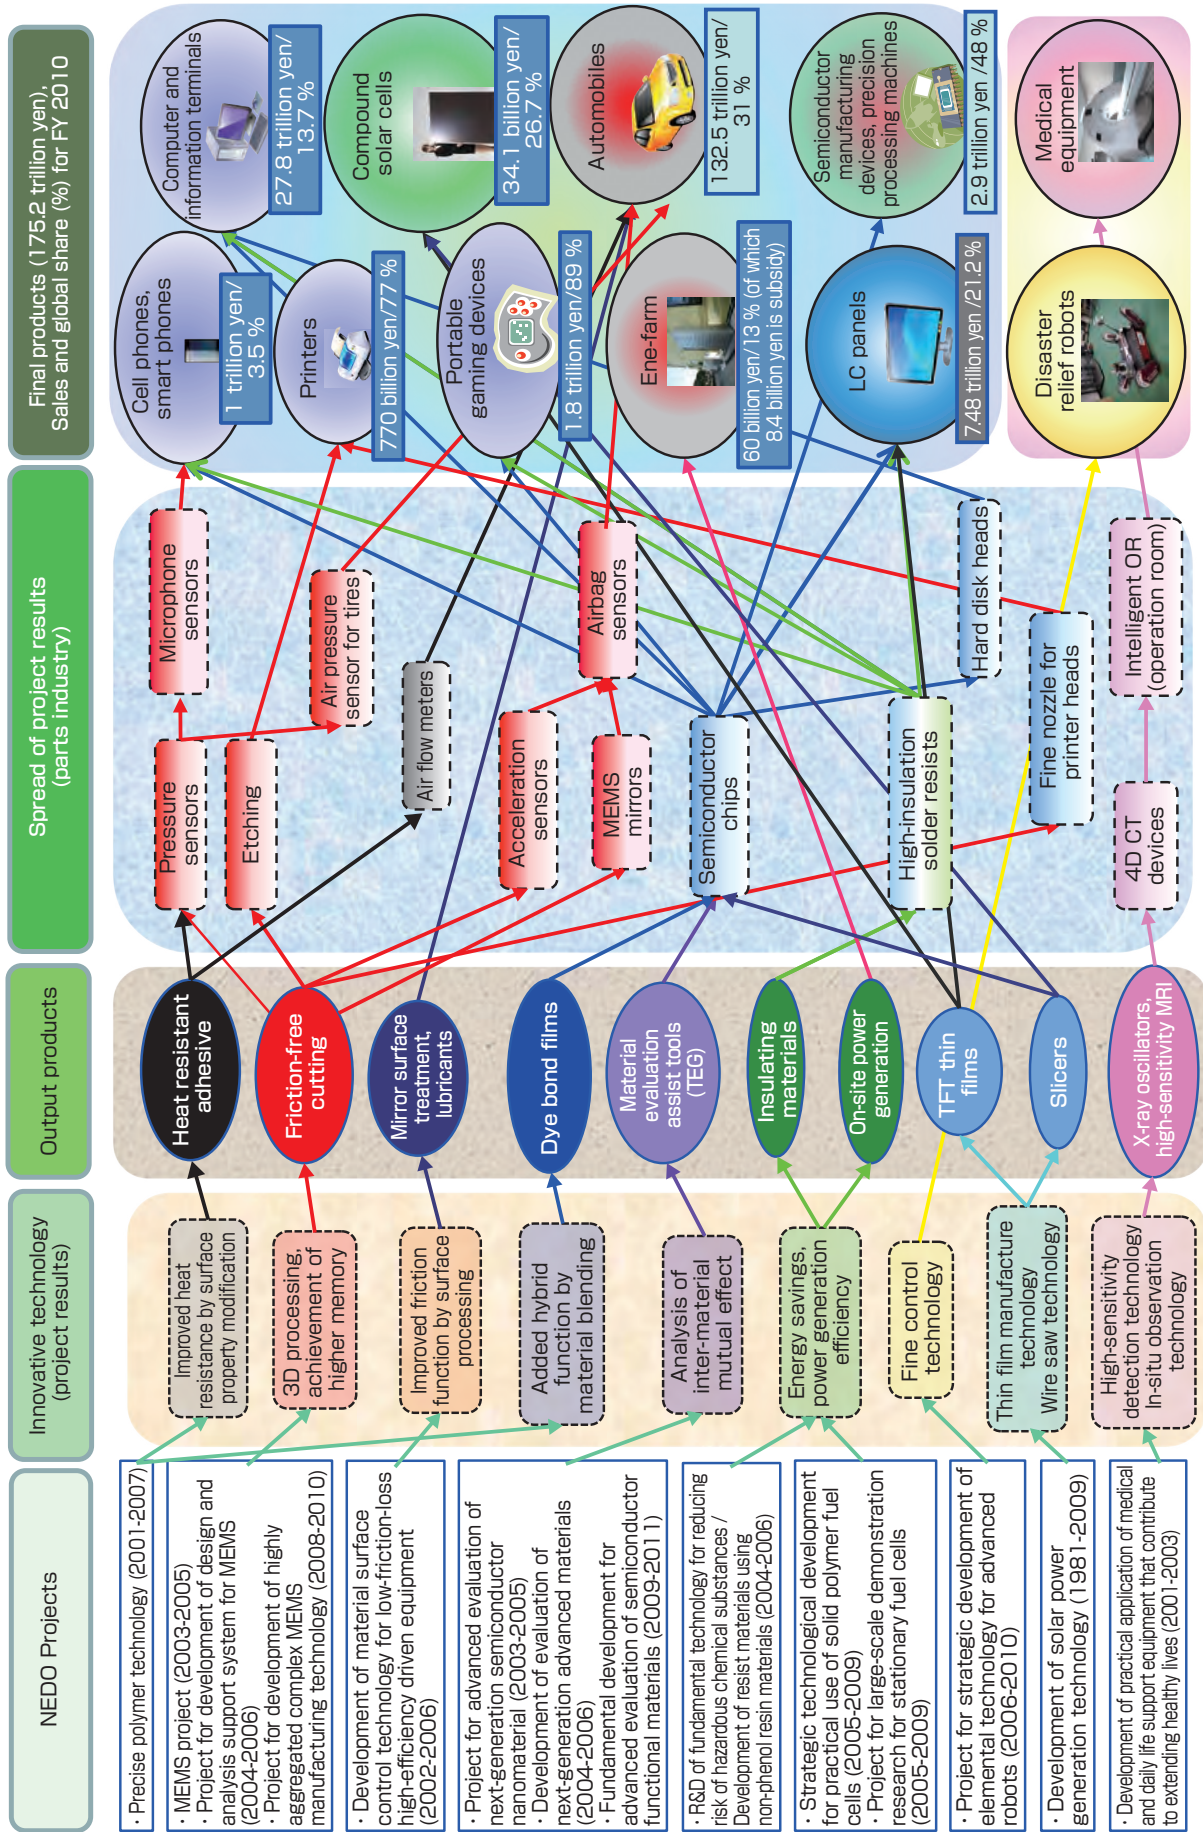 NEDO Projects
Innovative technology
(project results)
Output products
Spread of project results
(parts industry)
Final products (175.2 trillion yen),
Sales and global share (%) for FY 2010
・Precise polymer technology (2001-2007)
・MEMS project (2003-2005)
・Project for development of design and
analysis support system for MEMS
(2004-2006)
・Project for development of highly
aggregated complex MEMS
manufacturing technology (2008-2010)
・Development of material surface
control technology for low-friction-loss
high-efficiency driven equipment
(2002-2006)
・Project for advanced evaluation of
next-generation semiconductor
nanomaterial (2003-2005)
・Development of evaluation of
next-generation advanced materials
(2004-2006)
・Fundamental development for
advanced evaluation of semiconductor
functional materials (2009-2011)
・R&D of fundamental technology for reducing
risk of hazardous chemical substances /
Development of resist materials using
non-phenol resin materials (2004-2006)
・Strategic technological development
for practical use of solid polymer fuel
cells (2005-2009)
・Project for large-scale demonstration
research for stationary fuel cells
(2005-2009)
・Project for strategic development of
elemental technology for advanced
robots (2006-2010)
・Development of solar power
generation technology (1981-2009)
・Development of practical application of medical
and daily life support equipment that contribute
to extending healthy lives (2001-2003)
Improved heat
resistance by surface
property modification
3D processing,
achievement of
higher memory
Improved friction
function by surface
processing
Added hybrid
function by
material blending
Analysis of
inter-material
mutual effect
Energy savings,
power generation
efficiency
Fine control
technology
Thin film manufacture
technology
Wire saw technology
High-sensitivity
detection technology
In-situ observation
technology
Heat resistant
adhesive
Friction-free
cutting
Mirror surface
treatment,
lubricants
Dye bond films
Material
evaluation
assist tools
(TEG)
Insulating
materials
On-site power
generation
TFT thin
films
Slicers
X-ray oscillators,
high-sensitivity MRI
Pressure
sensors
Microphone
sensors
Etching
Air pressure
sensor for tires
Air flow meters
Acceleration
sensors
Airbag
sensors
MEMS
mirrors
Semiconductor
chips
High-insulation
solder resists
Hard disk heads
Fine nozzle for
printer heads
4D CT
devices
Intelligent OR
(operation room)
Cell phones,
smart phones
1 trillion yen/
3.5 %
Computer and
information terminals
27.8 trillion yen/
13.7 %
Printers
770 billion yen/77 %
Compound
solar cells
34.1 billion yen/
26.7 %
Portable
gaming devices
1.8 trillion yen/89 %
Automobiles
132.5 trillion yen/
31 %
Ene-farm
60 billion yen/13 % (of which
8.4 billion yen is subsidy)
Semiconductor
manufacturing
devices, precision
processing machines
2.9 trillion yen /48 %
LC panels
7.48 trillion yen /21.2 %
Disaster
relief robots
Medical
equipment